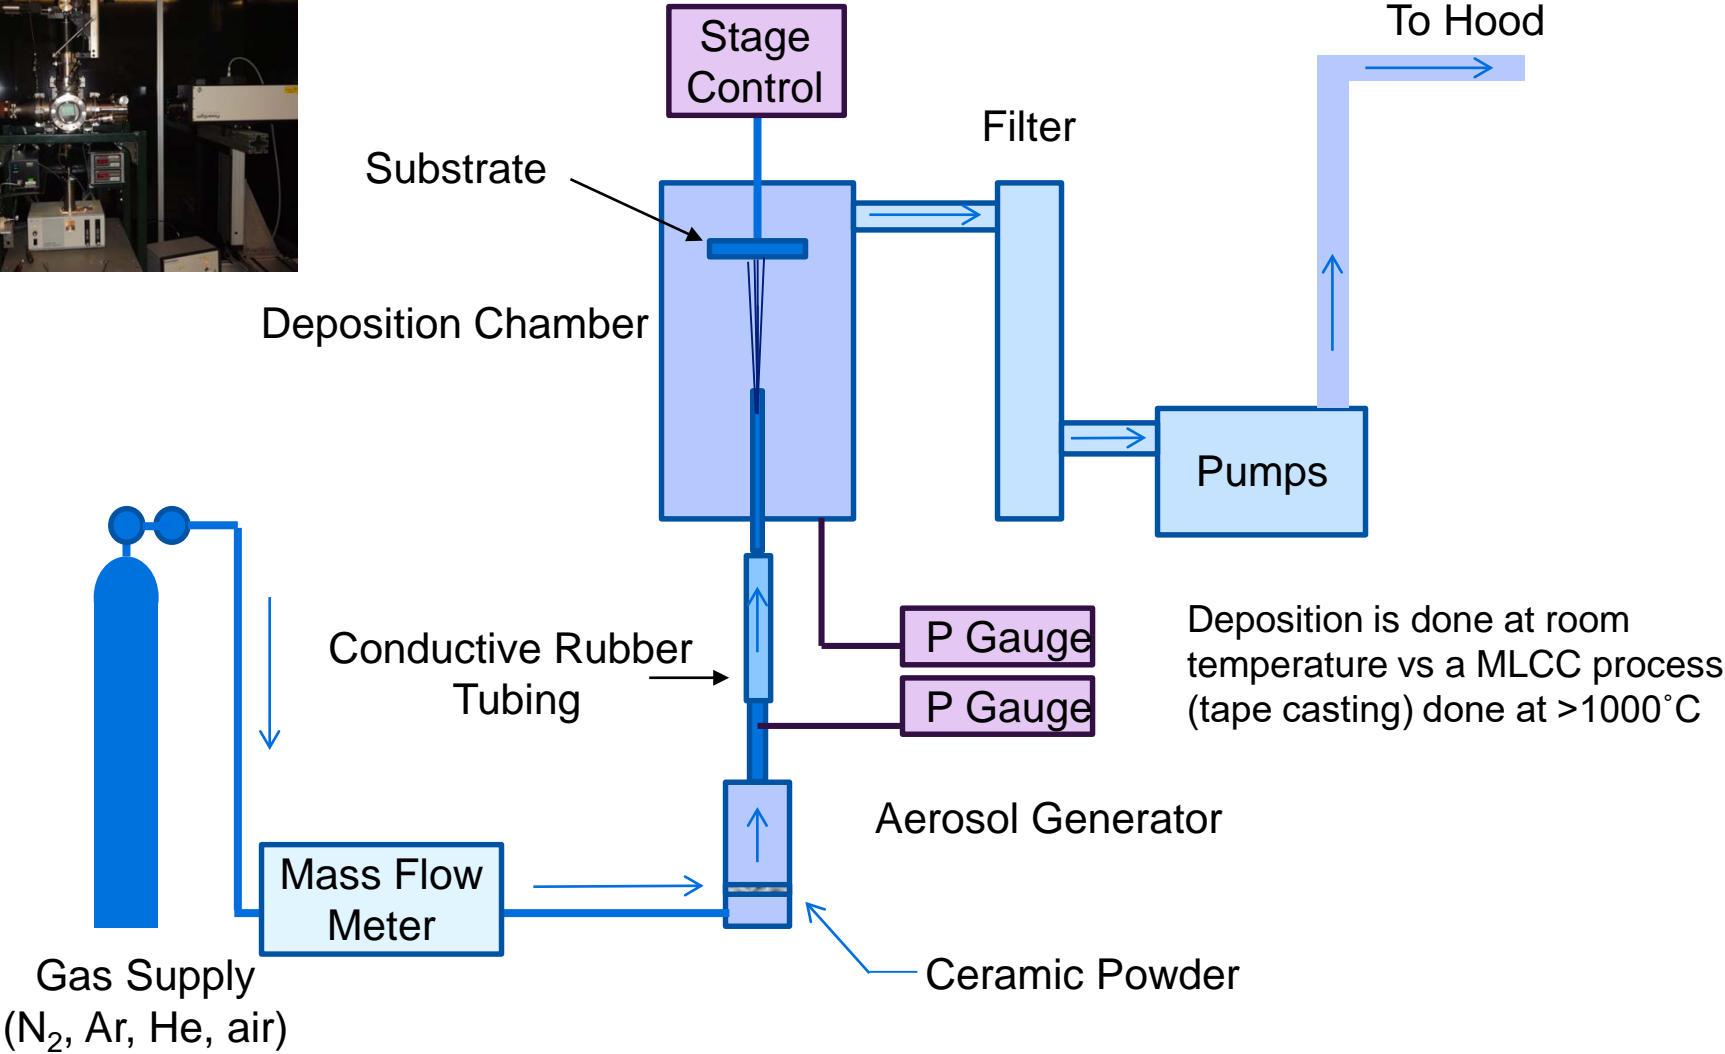 To Hood
Stage
Control
Filter
Substrate
Deposition Chamber
Pumps
Conductive Rubber
Tubing
P Gauge
P Gauge
Deposition is done at room
temperature vs a MLCC process
(tape casting) done at >1000˚C
Aerosol Generator
Mass Flow
Meter
Ceramic Powder
Gas Supply
(N₂, Ar, He, air)